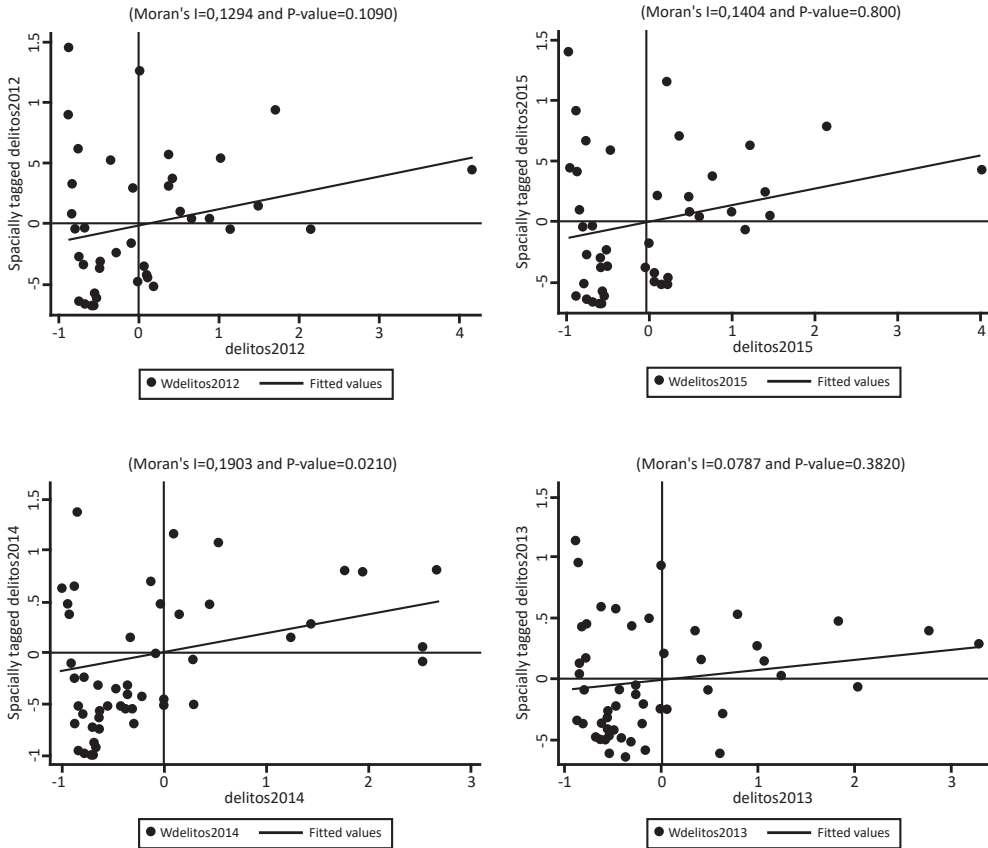 (Moran's I=0,1294 and P-value=0.1090)
Spacially tagged delitos2012
1.5
1
.5
0
-.5
-1 0 1 2 3 4
delitos2012
Wdelitos2012 Fitted values
(Moran's I=0,1404 and P-value=0.800)
Spacially tagged delitos2015
1.5
1
.5
0
-.5
-1 0 1 2 3 4
delitos2015
Wdelitos2015 Fitted values
(Moran's I=0,1903 and P-value=0.0210)
Spacially tagged delitos2014
1.5
1
.5
0
-.5
-1
-1 0 1 2 3
delitos2014
Wdelitos2014 Fitted values
(Moran's I=0.0787 and P-value=0.3820)
Spacially tagged delitos2013
1.5
1
.5
0
-.5
-1 0 1 2 3
delitos2013
Wdelitos2013 Fitted values